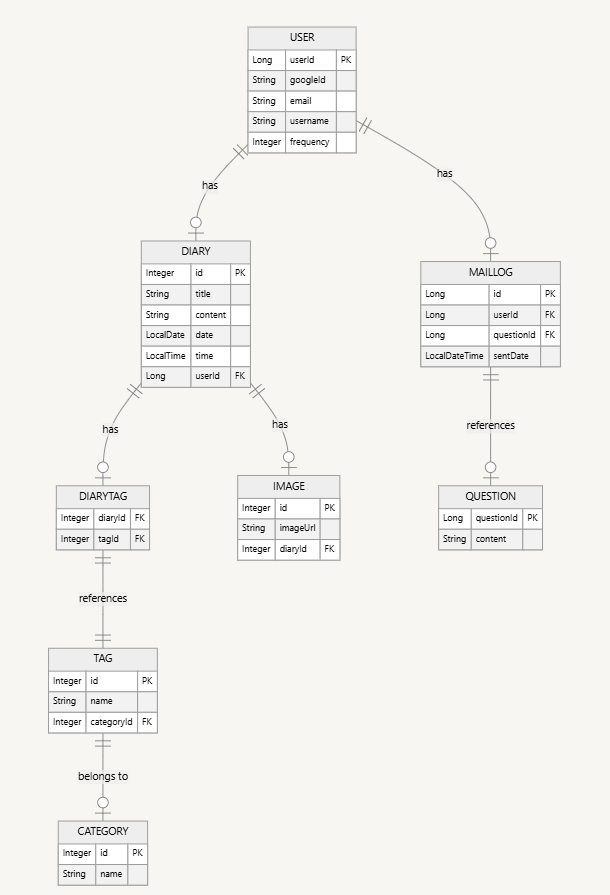 USER
Long userId PK
String googleId
String email
String username
Integer frequency
has
has
DIARY
Integer id PK
String title
String content
LocalDate date
LocalTime time
Long userId FK
MAILLOG
Long id PK
Long userId FK
Long questionId FK
LocalDateTime sentDate
has
has
references
DIARYTAG
Integer diaryId FK
Integer tagId FK
IMAGE
Integer id PK
String imageUrl
Integer diaryId FK
QUESTION
Long questionId PK
String content
references
TAG
Integer id PK
String name
Integer categoryId FK
belongs to
CATEGORY
Integer id PK
String name